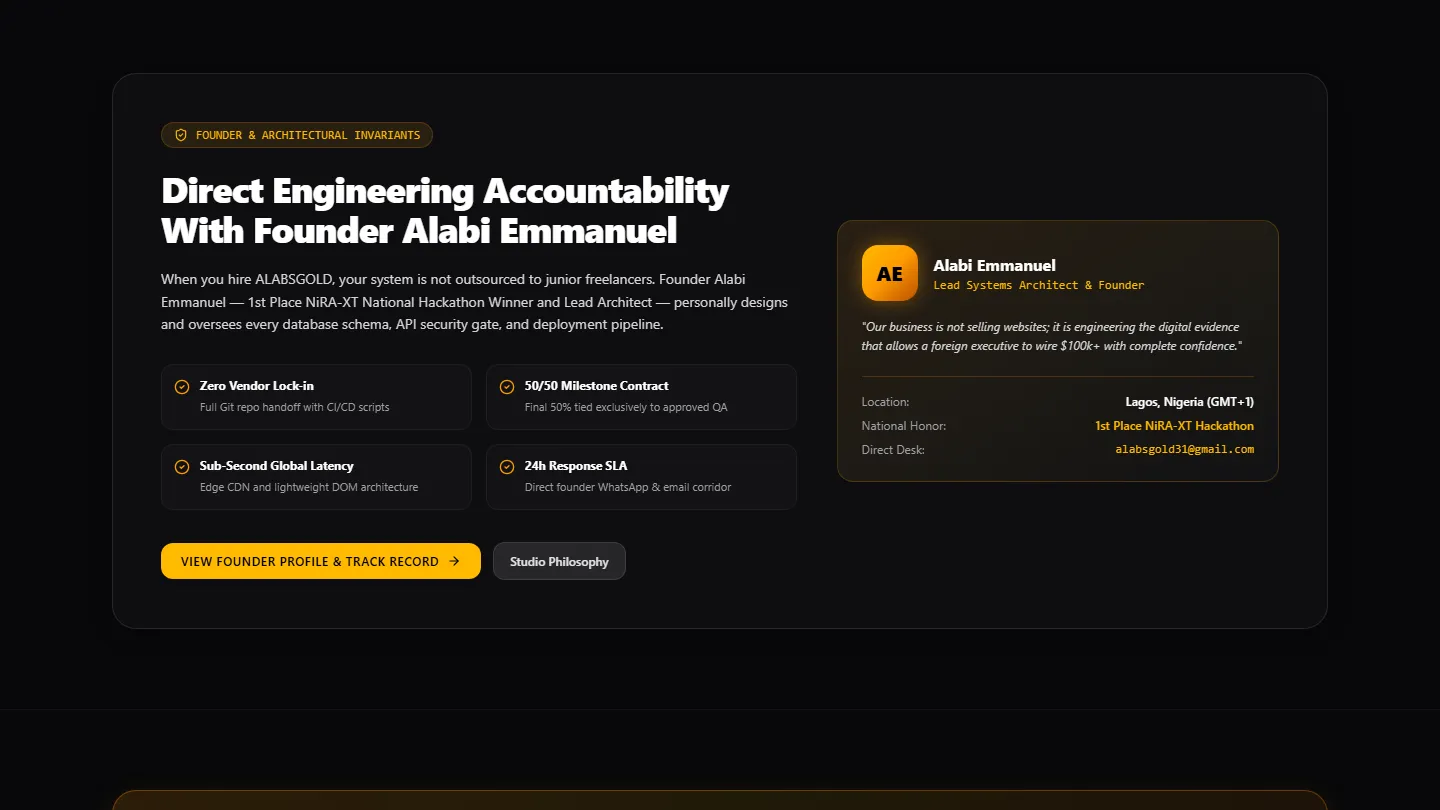 FOUNDER & ARCHITECTURAL INVARIANTS
Direct Engineering Accountability
With Founder Alabi Emmanuel
When you hire ALABSGOLD, your system is not outsourced to junior freelancers. Founder Alabi
Emmanuel — 1st Place NiRA-XT National Hackathon Winner and Lead Architect — personally designs
and oversees every database schema, API security gate, and deployment pipeline.
Zero Vendor Lock-in
Full Git repo handoff with CI/CD scripts
50/50 Milestone Contract
Final 50% tied exclusively to approved QA
Sub-Second Global Latency
Edge CDN and lightweight DOM architecture
24h Response SLA
Direct founder WhatsApp & email corridor
VIEW FOUNDER PROFILE & TRACK RECORD →
Studio Philosophy
AE
Alabi Emmanuel
Lead Systems Architect & Founder
"Our business is not selling websites; it is engineering the digital evidence
that allows a foreign executive to wire $100k+ with complete confidence."
Location: Lagos, Nigeria (GMT+1)
National Honor: 1st Place NiRA-XT Hackathon
Direct Desk: alabsgold31@gmail.com